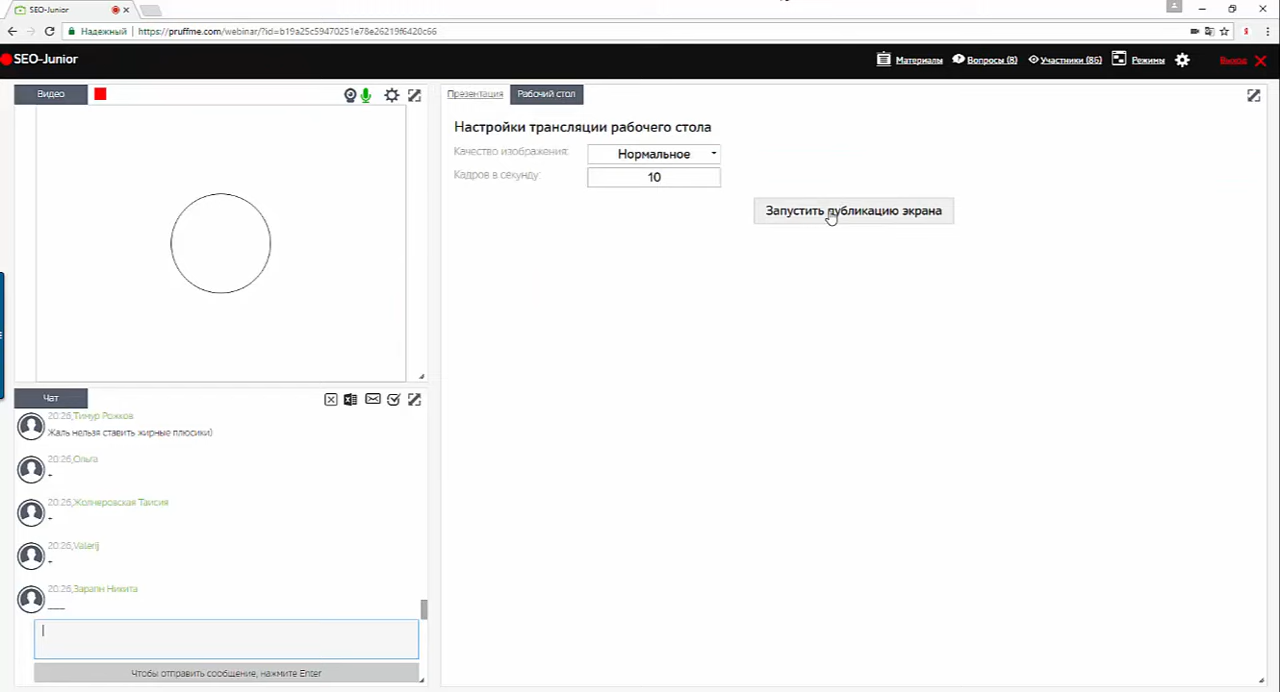 SEO-Junior
Надежный
https://pruffme.com/webinar/?id=b19a25c59470251e78e26219f6420c66
SEO-Junior
Материалы
Вопросы (8)
Участники (86)
Режимы
Выход
Видео
Презентация
Рабочий стол
Настройки трансляции рабочего стола
Качество изображения:
Нормальное
Кадров в секунду:
10
Запустить публикацию экрана
Чат
20:26,Тимур Рожков
Жаль нельзя ставить жирные плюсики)
20:26,Ольга
-
20:26,Жолнеровская Таисия
-
20:26,Valerij
-
20:26,Зарапн Никита
___
Чтобы отправить сообщение, нажмите Enter